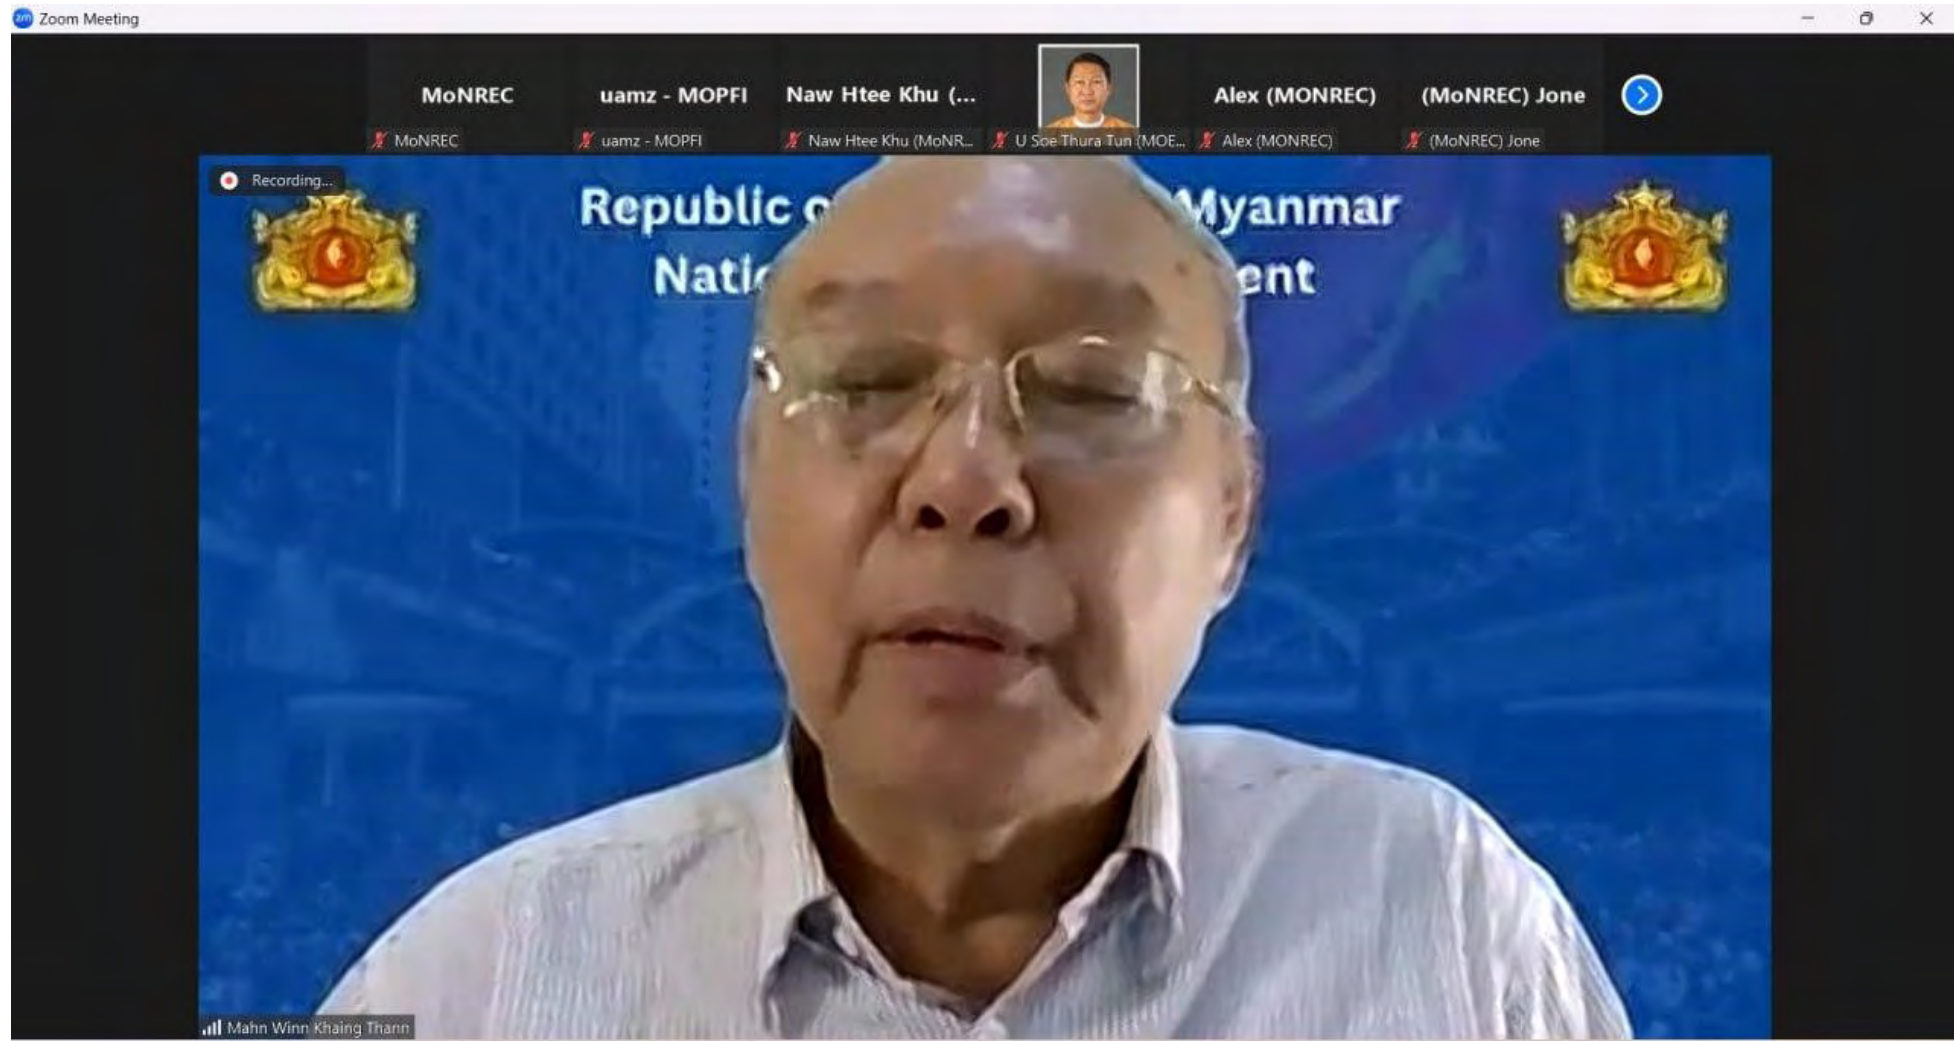 Zoom Meeting
MoNREC
uamz - MOPFI
Naw Htee Khu (...
Alex (MONREC)
(MoNREC) Jone
MoNREC
uamz - MOPFI
Naw Htee Khu (MoNR...
U Soe Thura Tun (MOE...
Alex (MONREC)
(MoNREC) Jone
Recording...
Republic o Myanmar
Natio ent
Mahn Winn Khaing Thann